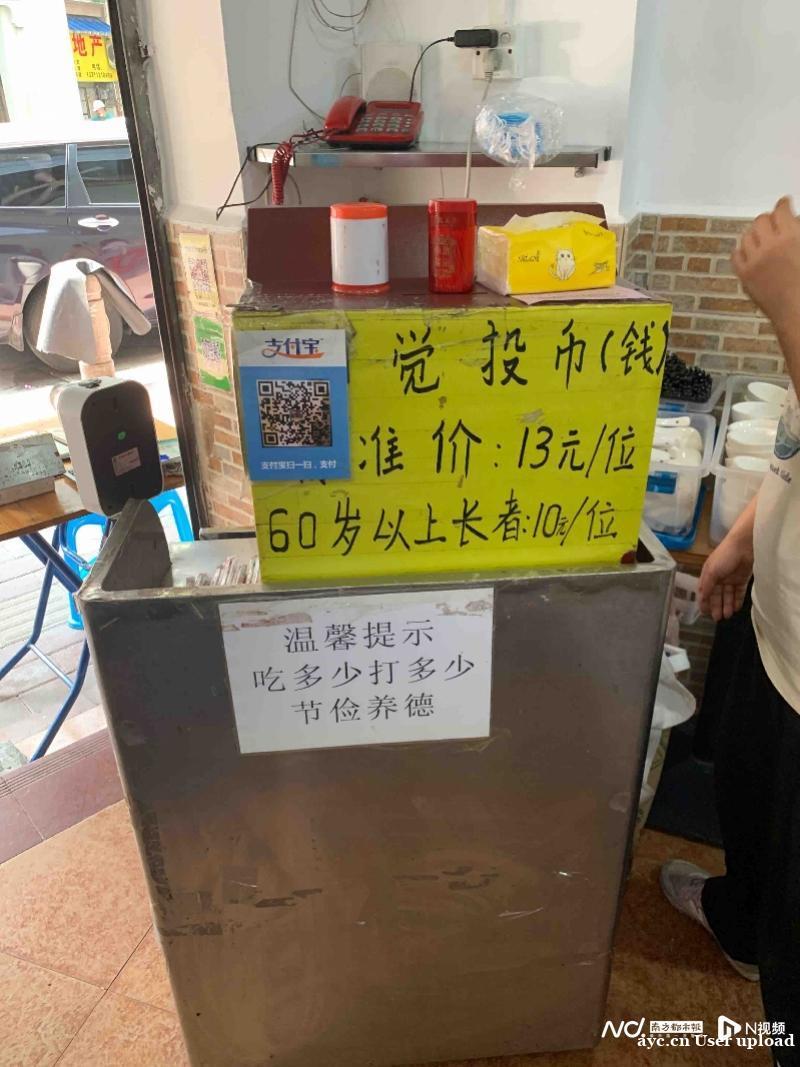 地产
支付宝
觉投币(钱)
准价:13元/位
支付宝扫一扫，支付
60岁以上长者:10元/位
温馨提示
吃多少打多少
节俭养德
南方都市报
N视频
ayc.cn User upload